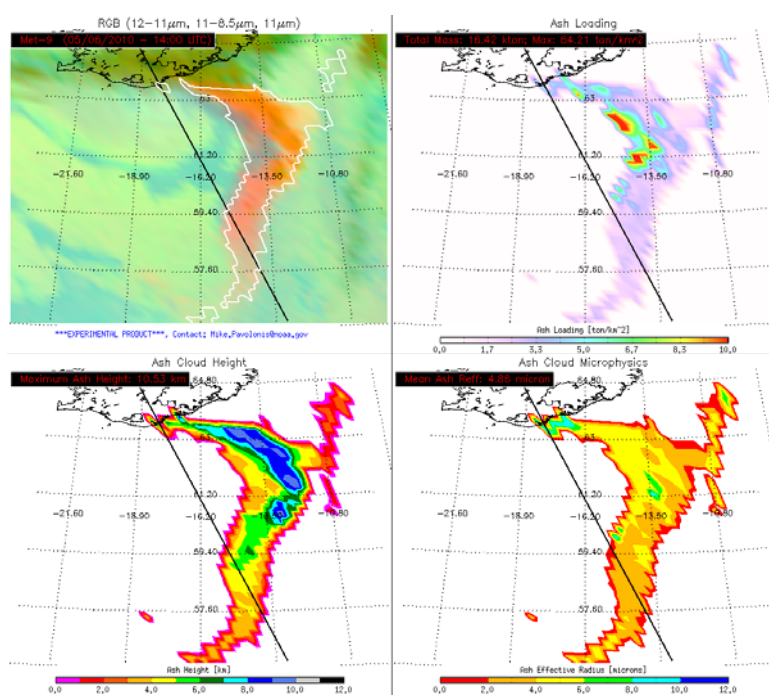 RGB (12−11μm, 11−8.5μm, 11μm)
Met−9 (05/06/2010 − 14:00 UTC)
63
61.20
−21.60
−18.90
−16.20
−13.50
−10.80
59.40
57.60
***EXPERIMENTAL PRODUCT***, Contact: Mike.Pavolonis@noaa.gov
Ash Loading
Total Mass: 16.42 ktpn; Max: 64.21 ton/km^2
63
61.20
−21.60
−18.90
−16.20
−13.50
−10.80
59.40
57.60
Ash Loading [ton/km^2]
0.0 1.7 3.3 5.0 6.7 8.3 10.0
Ash Cloud Height
Maximum Ash Height: 10.53 km
64.80
63
61.20
−21.60
−18.90
−16.20
−13.50
−10.80
59.40
57.60
Ash Height [km]
0.0 2.0 4.0 6.0 8.0 10.0 12.0
Ash Cloud Microphysics
Mean Ash Reff: 4.86 microns
64.80
63
61.20
−21.60
−18.90
−16.20
−13.50
−10.80
59.40
57.60
Ash Effective Radius [microns]
0.0 2.0 4.0 6.0 8.0 10.0 12.0